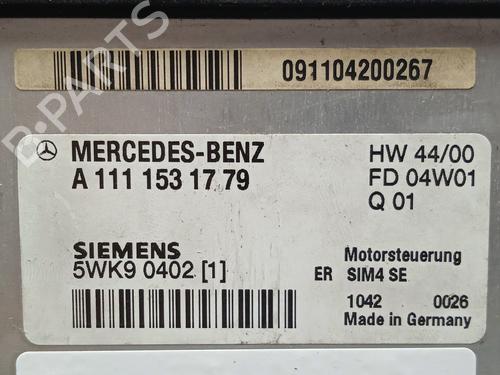 091104200267
MERCEDES-BENZ HW 44/00
A 111 153 17 79 FD 04W01
Q 01
SIEMENS Motorsteuerung
5WK9 0402 [1] ER SIM4 SE
1042 0026
Made in Germany
B-PARTS